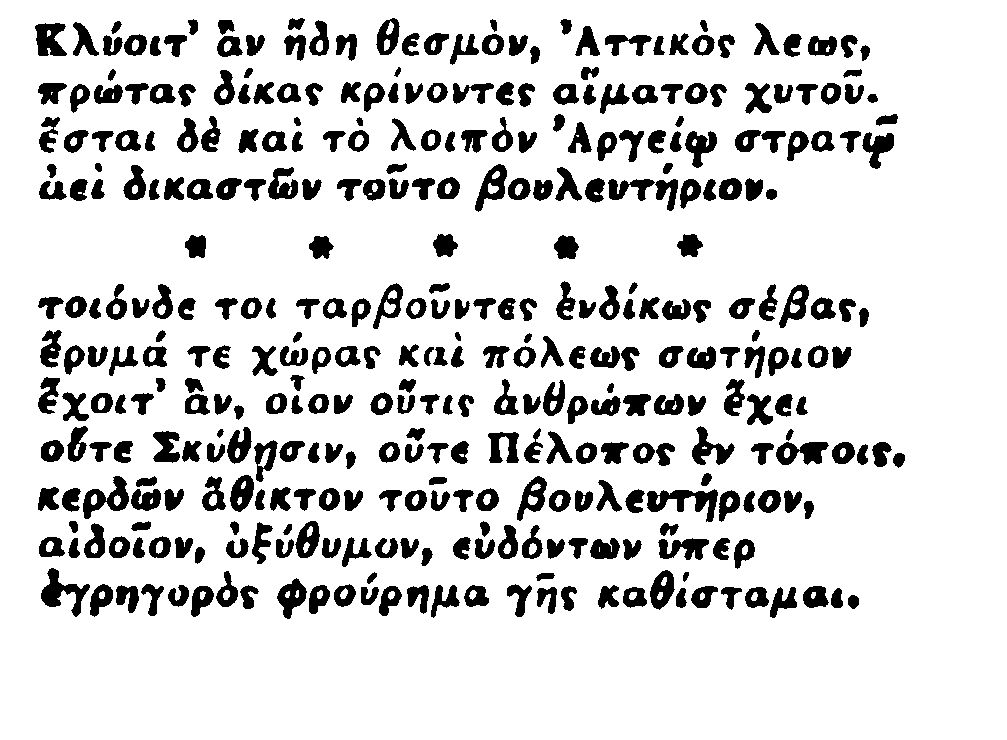 Κλύοιτ’ ἂν ἤδη θεσμὸν, Ἀττικὸς λεως,
πρώτας δίκας κρίνοντες αἵματος χυτοῦ.
ἔσται δὲ καὶ τὸ λοιπὸν Ἀργείῳ στρατῷ
ἀεὶ δικαστῶν τοῦτο βουλευτήριον.
* * * * *
τοιόνδε τοι ταρβοῦντες ἐνδίκως σέβας,
ἔρυμά τε χώρας καὶ πόλεως σωτήριον
ἔχοιτ’ ἂν, οἷον οὔτις ἀνθρώπων ἔχει
οὔτε Σκύθῃσιν, οὔτε Πέλοπος ἐν τόποις.
κερδῶν ἄθικτον τοῦτο βουλευτήριον,
αἰδοῖον, ὀξύθυμον, εὐδόντων ὕπερ
ἐγρηγορὸς φρούρημα γῆς καθίσταμαι.